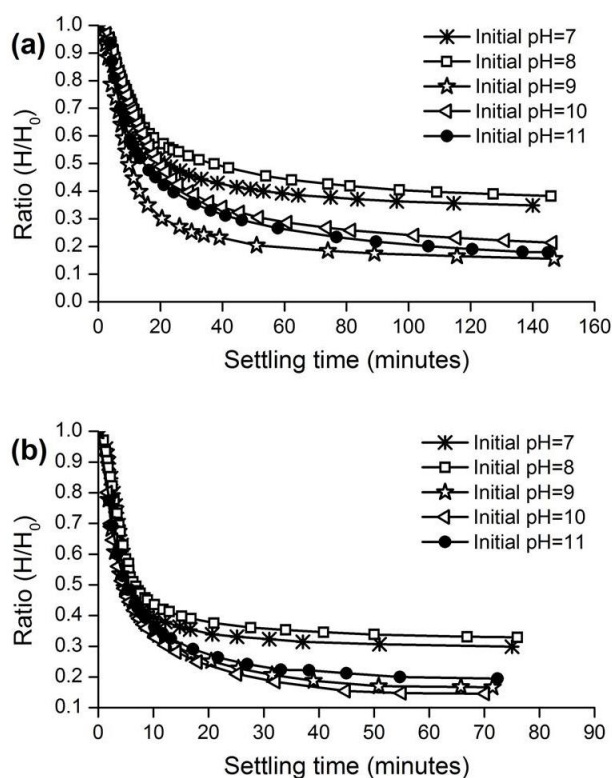 (a)
Ratio (H/H₀)
1.0
0.9
0.8
0.7
0.6
0.5
0.4
0.3
0.2
0.1
0.0
Initial pH=7
Initial pH=8
Initial pH=9
Initial pH=10
Initial pH=11
0 20 40 60 80 100 120 140 160
Settling time (minutes)
(b)
Ratio (H/H₀)
1.0
0.9
0.8
0.7
0.6
0.5
0.4
0.3
0.2
0.1
Initial pH=7
Initial pH=8
Initial pH=9
Initial pH=10
Initial pH=11
0 10 20 30 40 50 60 70 80 90
Settling time (minutes)